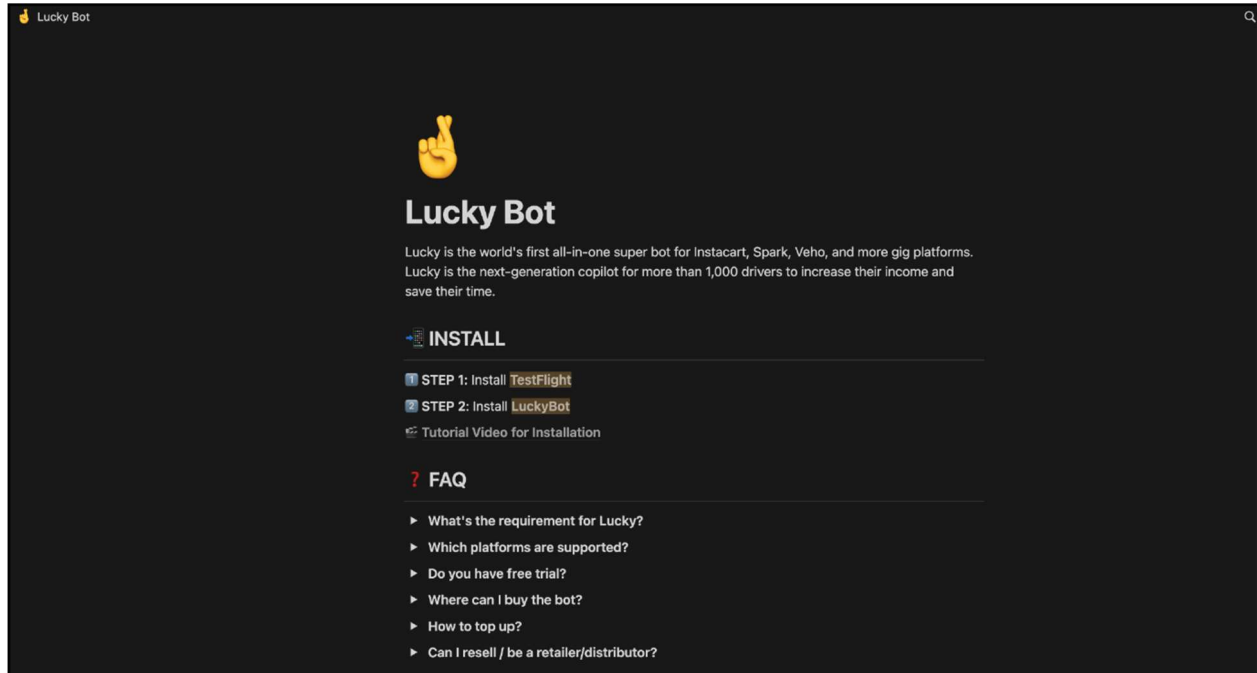 Lucky Bot
Lucky Bot
Lucky is the world's first all-in-one super bot for Instacart, Spark, Veho, and more gig platforms.
Lucky is the next-generation copilot for more than 1,000 drivers to increase their income and
save their time.
INSTALL
1 STEP 1: Install TestFlight
2 STEP 2: Install LuckyBot
Tutorial Video for Installation
❓ FAQ
What's the requirement for Lucky?
Which platforms are supported?
Do you have free trial?
Where can I buy the bot?
How to top up?
Can I resell / be a retailer/distributor?